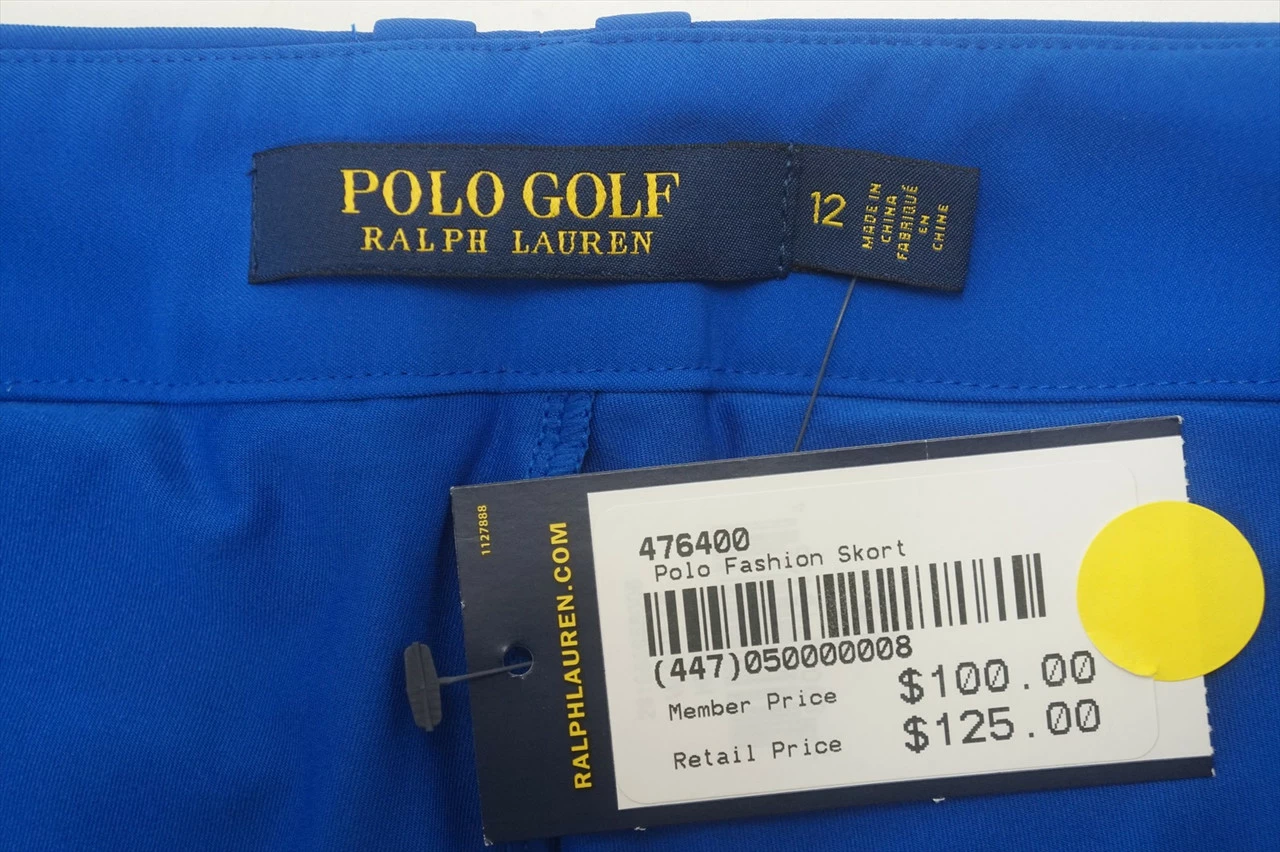 POLO GOLF
RALPH LAUREN
12
MADE IN
CHINA
FABRIQUÉ
EN
CHINE
1127888
RALPHLAUREN.COM
476400
Polo Fashion Skort
(447)050000008
Member Price $100.00
Retail Price $125.00